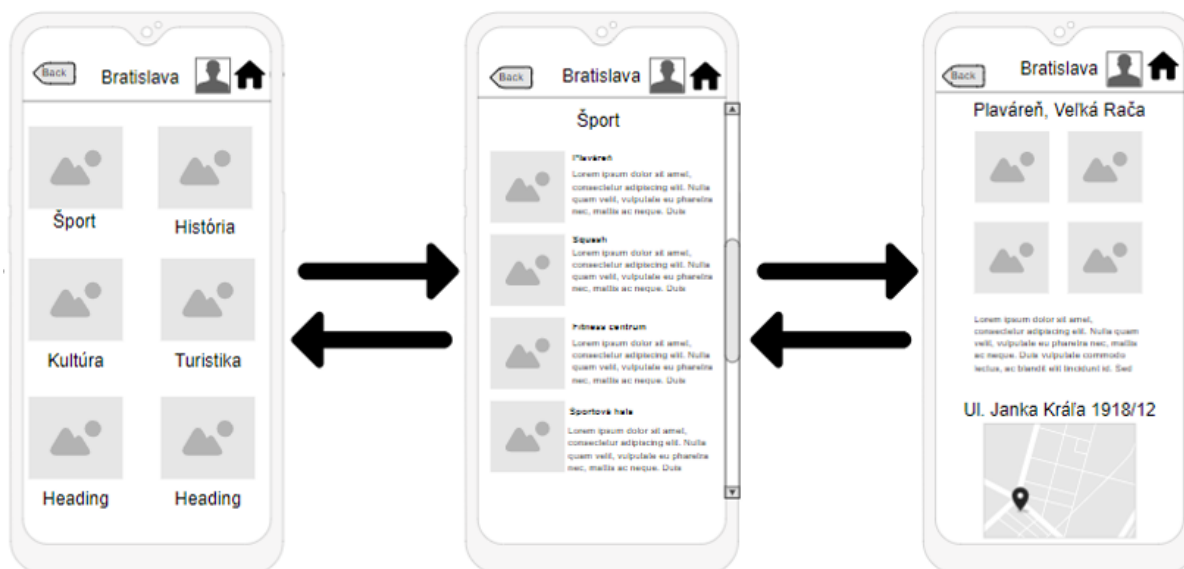 Back
Bratislava
Šport
História
Kultúra
Turistika
Heading
Heading
Back
Bratislava
Šport
Plaváreň
Lorem ipsum dolor sit amet,
consectetur adipiscing elit. Nulla
quam velit, vulputate eu pharetra
nec, mattis ac neque. Duis
Squash
Lorem ipsum dolor sit amet,
consectetur adipiscing elit. Nulla
quam velit, vulputate eu pharetra
nec, mattis ac neque. Duis
Fitness centrum
Lorem ipsum dolor sit amet,
consectetur adipiscing elit. Nulla
quam velit, vulputate eu pharetra
nec, mattis ac neque. Duis
Športová hala
Lorem ipsum dolor sit amet,
consectetur adipiscing elit. Nulla
quam velit, vulputate eu pharetra
nec, mattis ac neque. Duis
Back
Bratislava
Plaváreň, Veľká Rača
Lorem ipsum dolor sit amet,
consectetur adipiscing elit. Nulla quam
velit, vulputate eu pharetra nec, mattis
ac neque. Duis vulputate commodo
lectus, ac blandit elit tincidunt id. Sed
Ul. Janka Kráľa 1918/12